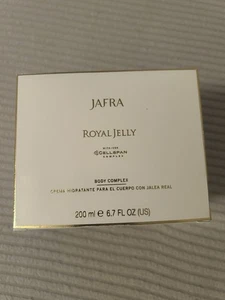 JAFRA
ROYAL JELLY
WITH THE
CELLSPAN
COMPLEX
BODY COMPLEX
CREMA HIDRATANTE PARA EL CUERPO CON JALEA REAL
200 ml ℮ 6.7 FL OZ (US)